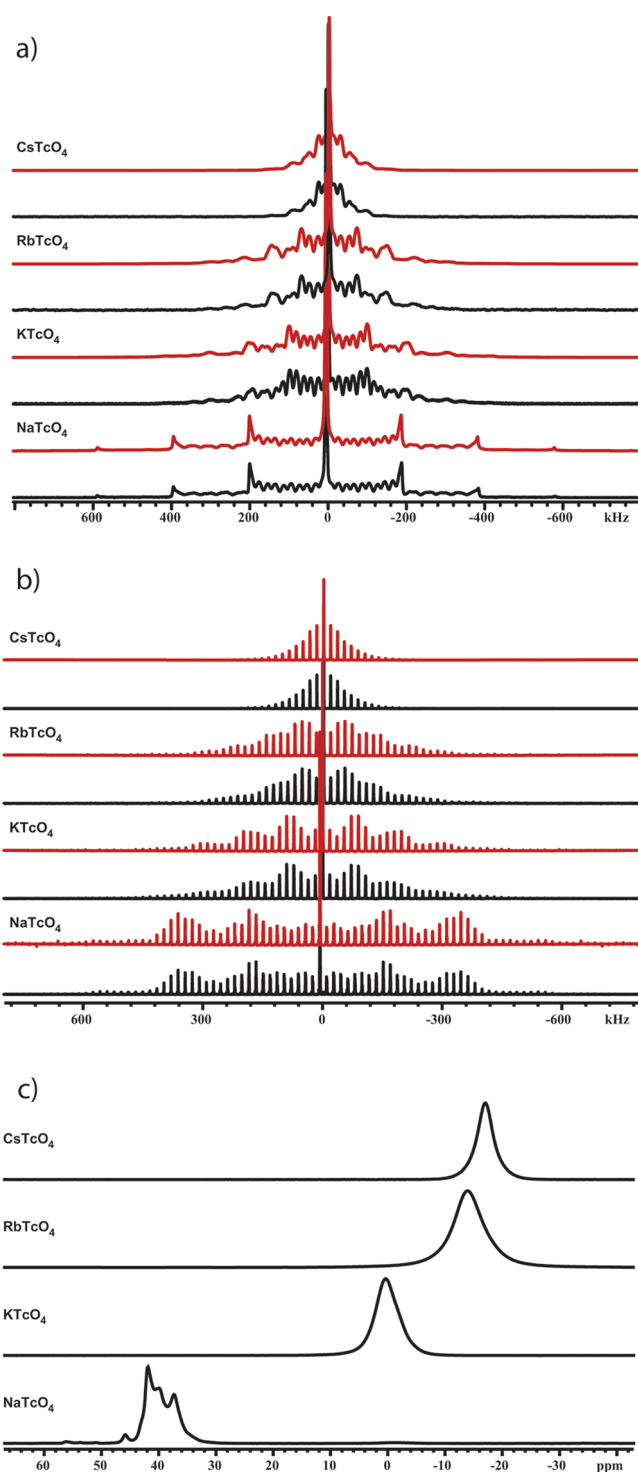 a)
CsTcO4
RbTcO4
KTcO4
NaTcO4
600 400 200 0 -200 -400 -600 kHz
b)
CsTcO4
RbTcO4
KTcO4
NaTcO4
600 300 0 -300 -600 kHz
c)
CsTcO4
RbTcO4
KTcO4
NaTcO4
60 50 40 30 20 10 0 -10 -20 -30 ppm